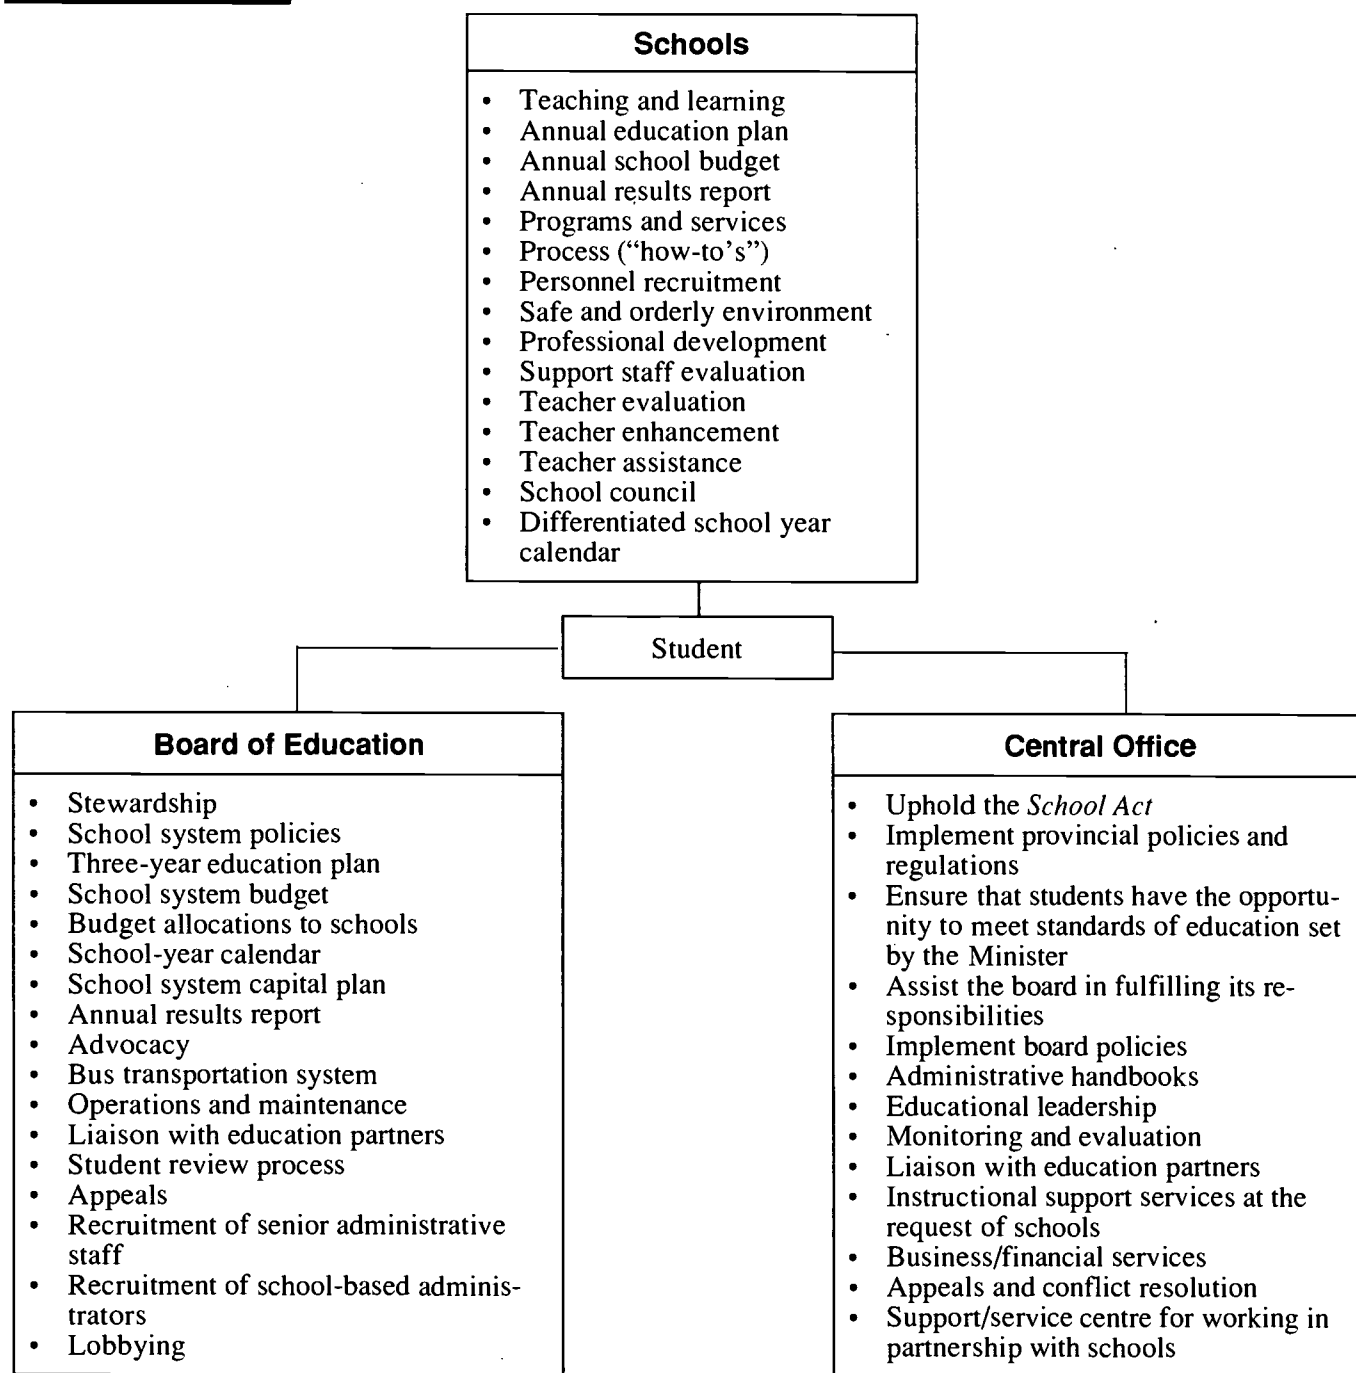 Schools
• Teaching and learning
• Annual education plan
• Annual school budget
• Annual results report
• Programs and services
• Process (“how-to’s”)
• Personnel recruitment
• Safe and orderly environment
• Professional development
• Support staff evaluation
• Teacher evaluation
• Teacher enhancement
• Teacher assistance
• School council
• Differentiated school year
calendar
Student
Board of Education
• Stewardship
• School system policies
• Three-year education plan
• School system budget
• Budget allocations to schools
• School-year calendar
• School system capital plan
• Annual results report
• Advocacy
• Bus transportation system
• Operations and maintenance
• Liaison with education partners
• Student review process
• Appeals
• Recruitment of senior administrative
staff
• Recruitment of school-based adminis-
trators
• Lobbying
Central Office
• Uphold the School Act
• Implement provincial policies and
regulations
• Ensure that students have the opportu-
nity to meet standards of education set
by the Minister
• Assist the board in fulfilling its re-
sponsibilities
• Implement board policies
• Administrative handbooks
• Educational leadership
• Monitoring and evaluation
• Liaison with education partners
• Instructional support services at the
request of schools
• Business/financial services
• Appeals and conflict resolution
• Support/service centre for working in
partnership with schools